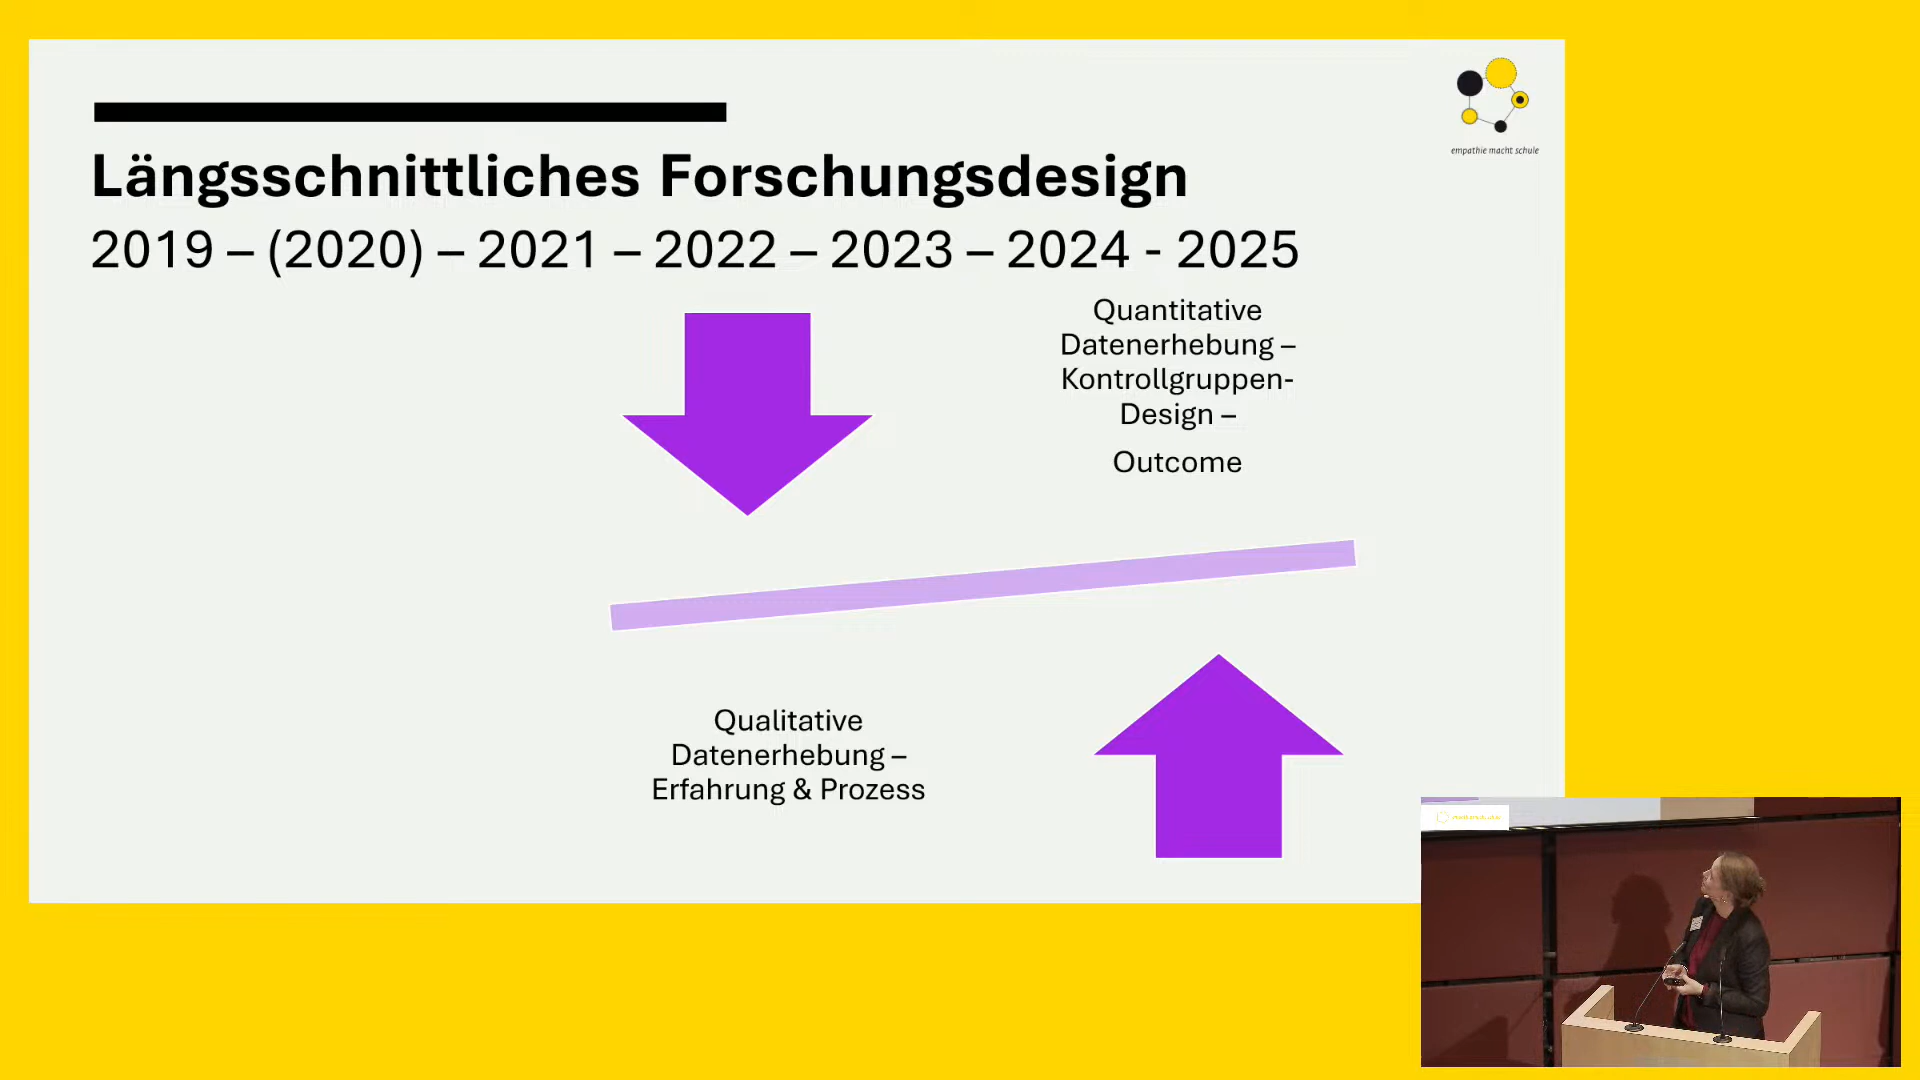 empathie macht schule
Längsschnittliches Forschungsdesign
2019 – (2020) – 2021 – 2022 – 2023 – 2024 - 2025
Quantitative
Datenerhebung –
Kontrollgruppen-
Design –
Outcome
Qualitative
Datenerhebung –
Erfahrung & Prozess